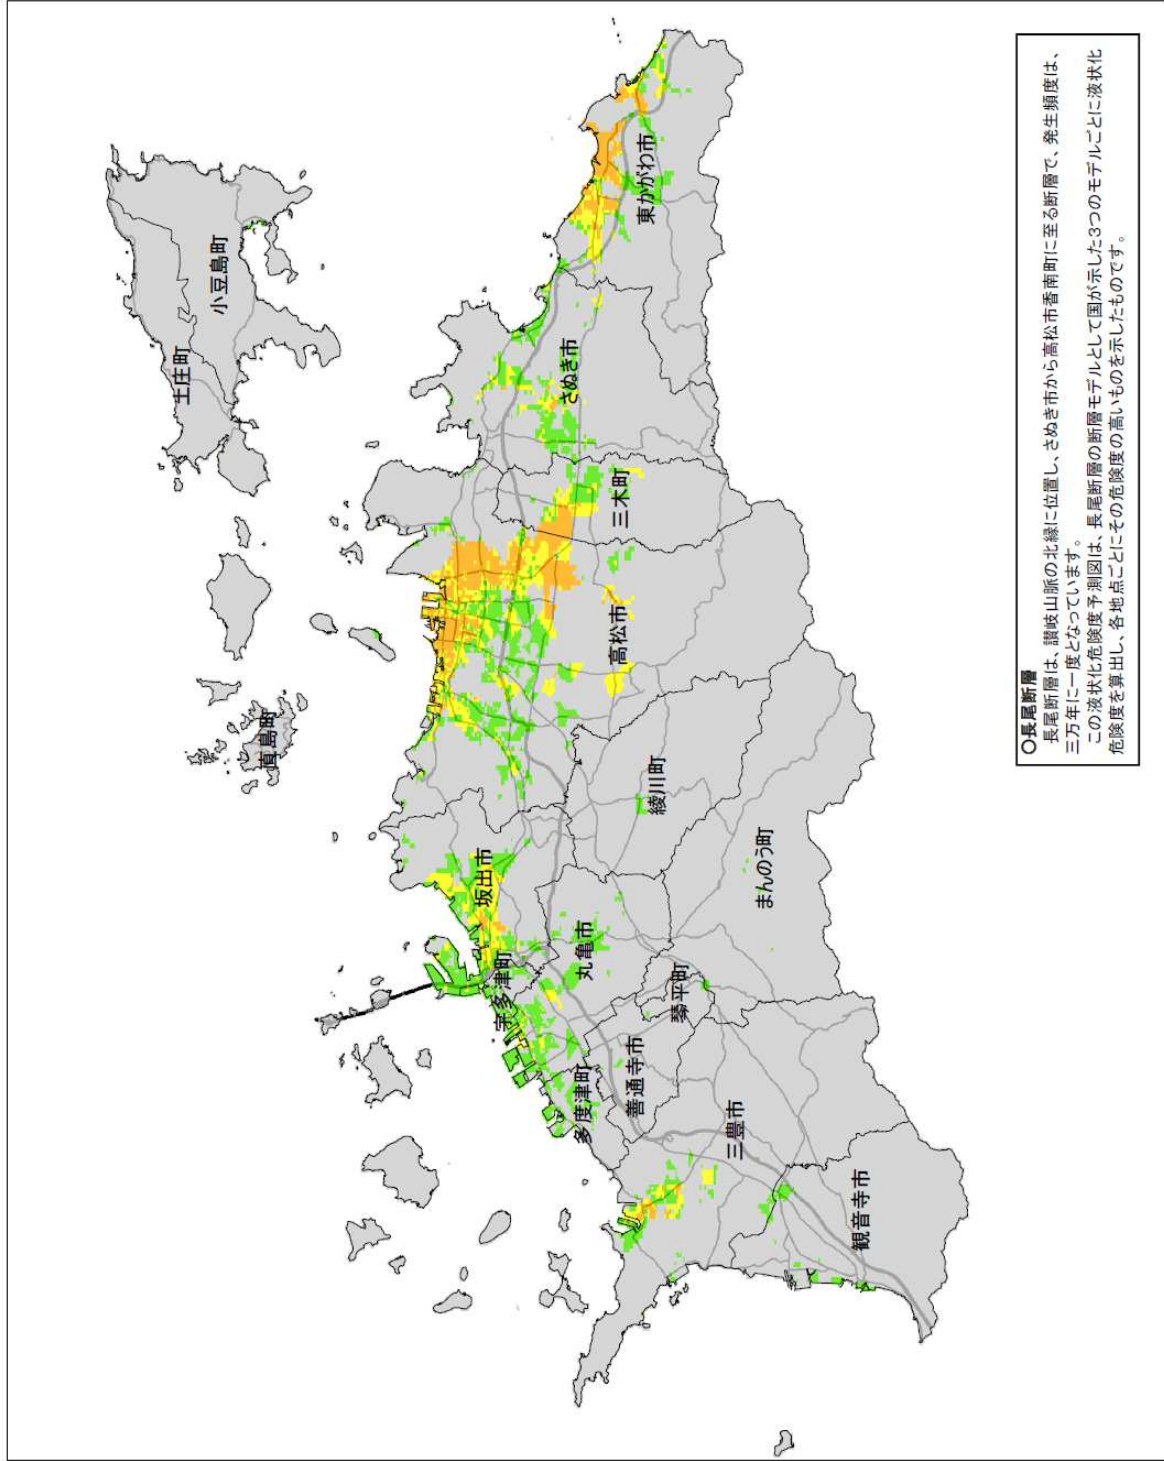 小豆島町
土庄町
直島町
東かがわ市
さぬき市
三木町
高松市
綾川町
坂出市
宇多津町
丸亀市
まんのう町
琴平町
善通寺市
多度津町
三豊市
観音寺市
〇長尾断層
長尾断層は、讃岐山脈の北縁に位置し、さぬき市から高松市香南町に至る断層で、発生頻度は、
三万年に一度となっています。
この液状化危険度予測図は、長尾断層の断層モデルとして国が示した3つのモデルごとに液状化
危険度を算出し、各地点ごとにその危険度の高いものを示したものです。